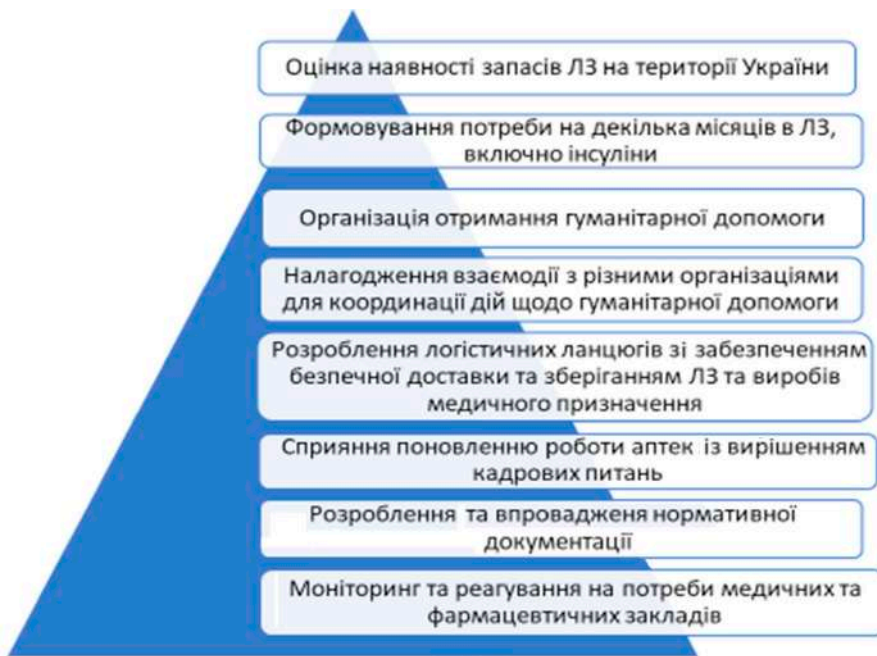 Оцінка наявності запасів ЛЗ на території України
Формовування потреби на декілька місяців в ЛЗ,
включно інсуліни
Організація отримання гуманітарної допомоги
Налагодження взаємодії з різними організаціями
для координації дій щодо гуманітарної допомоги
Розроблення логістичних ланцюгів зі забезпеченням
безпечної доставки та зберіганням ЛЗ та виробів
медичного призначення
Сприяння поновленню роботи аптек із вирішенням
кадрових питань
Розроблення та впровадженя нормативної
документації
Моніторинг та реагування на потреби медичних та
фармацевтичних закладів